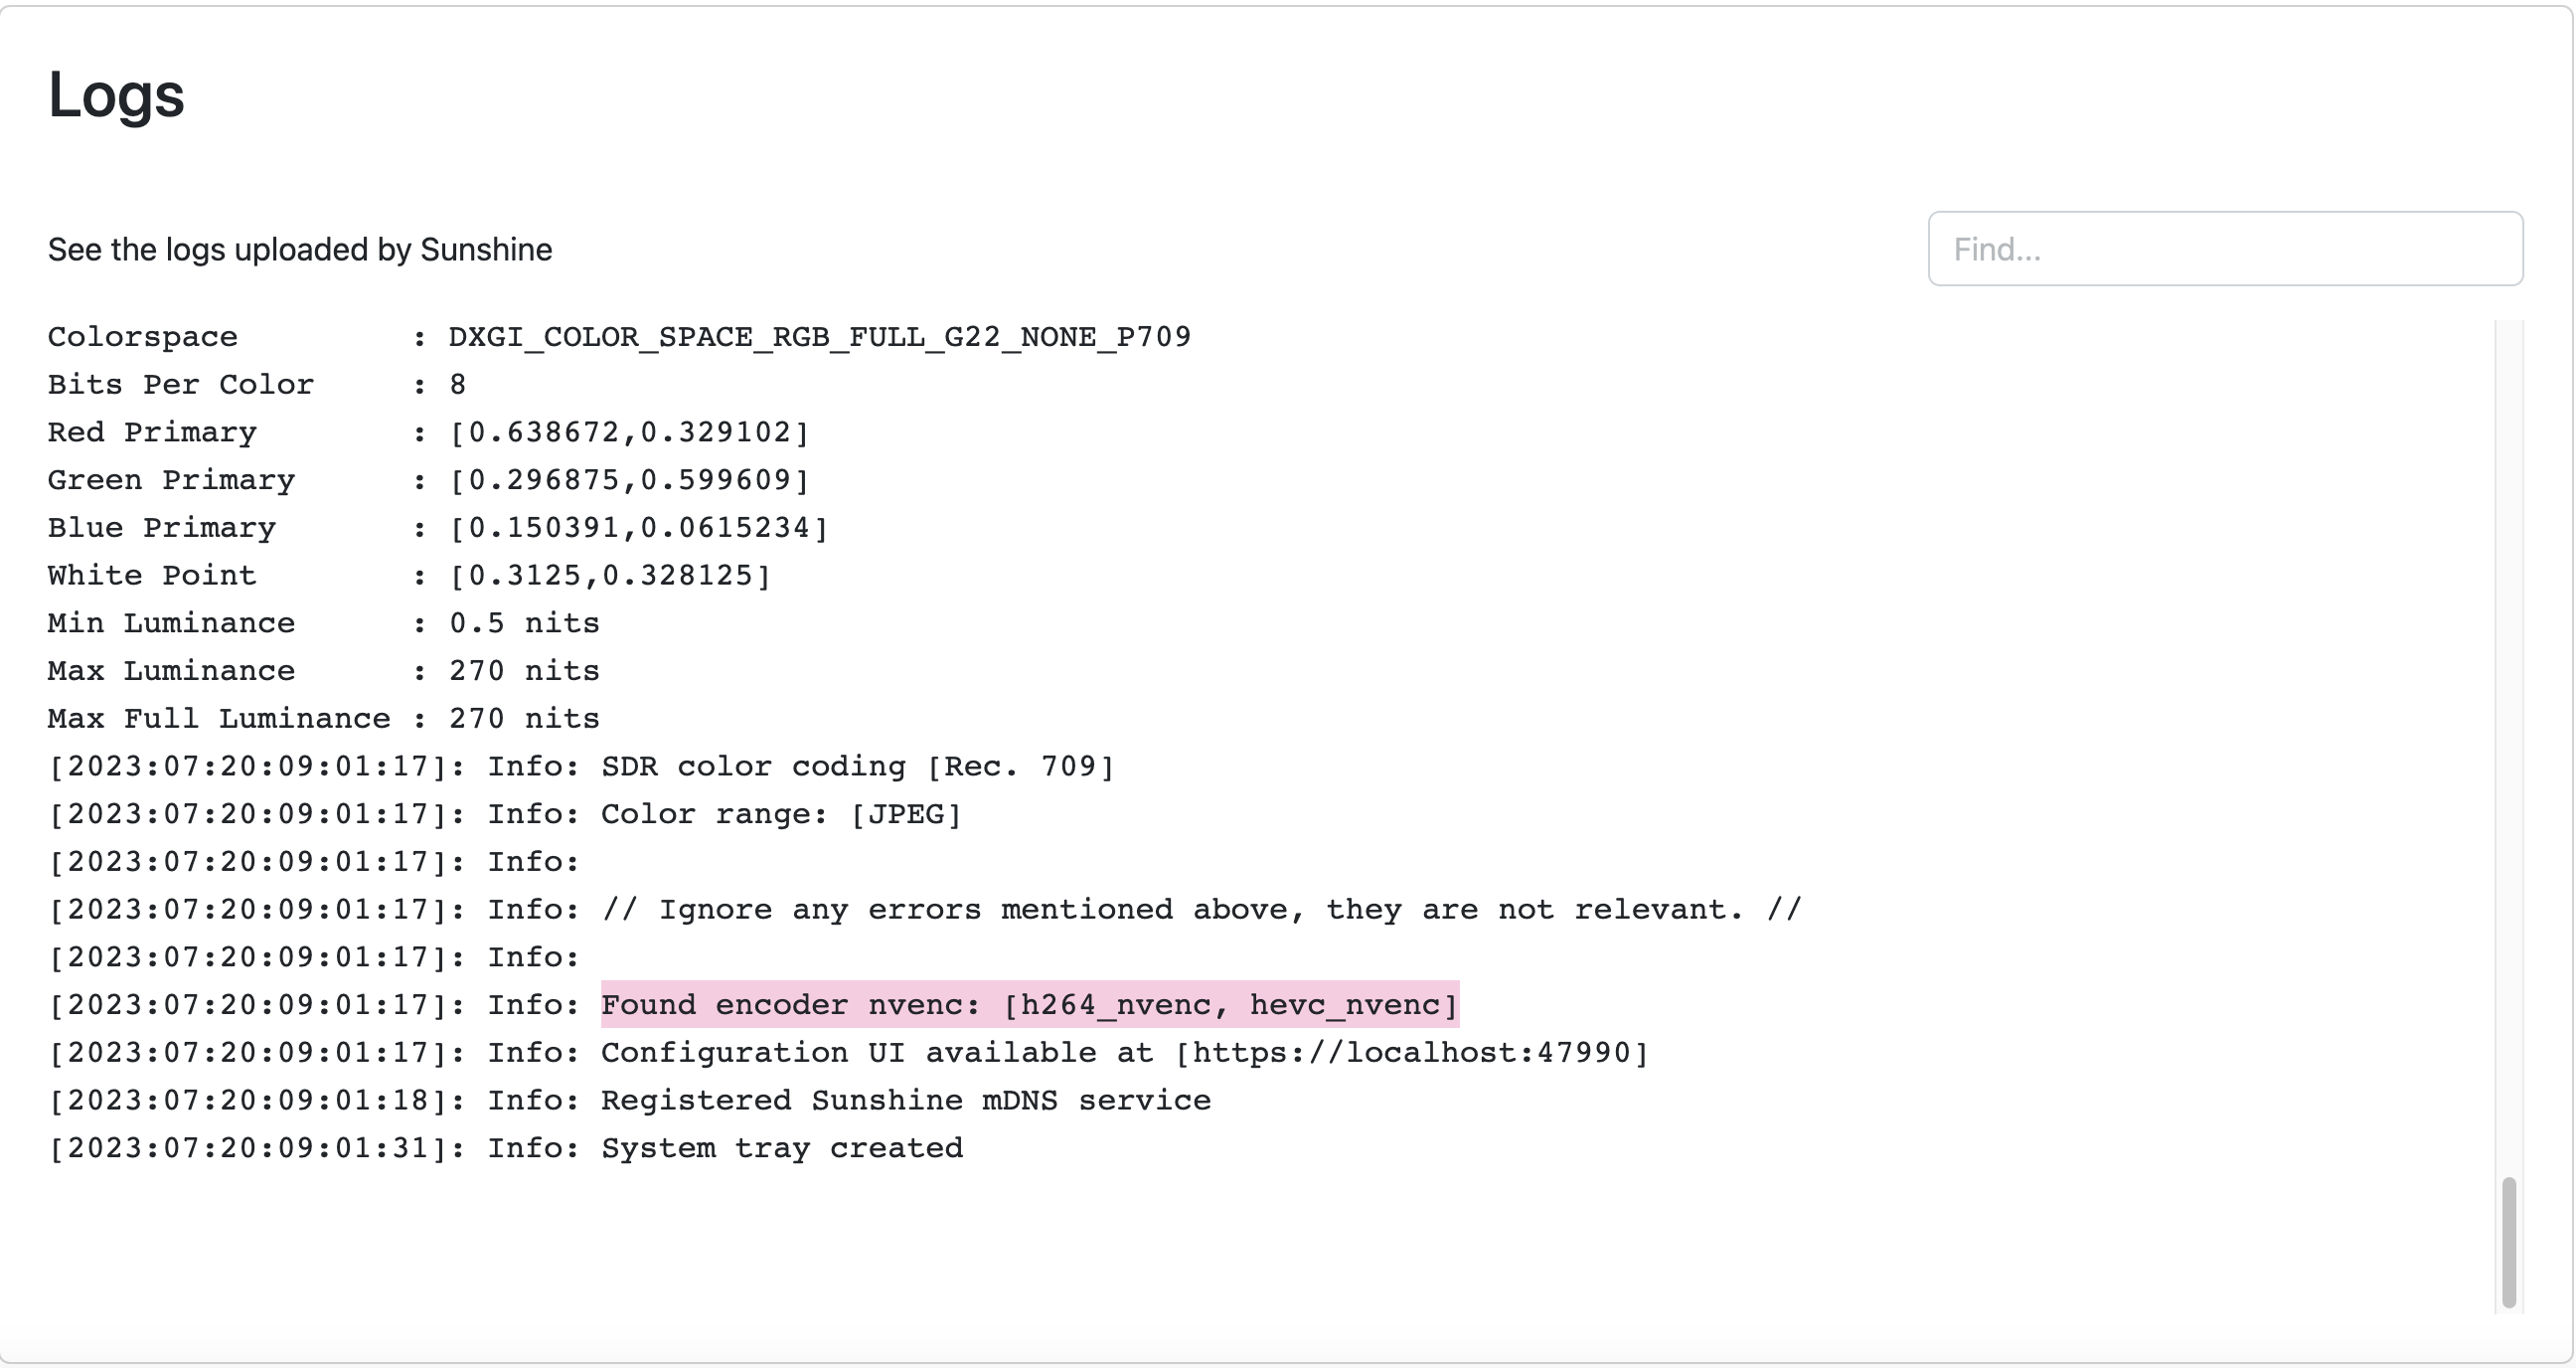 Logs
See the logs uploaded by Sunshine
Find...
Colorspace         : DXGI_COLOR_SPACE_RGB_FULL_G22_NONE_P709
Bits Per Color     : 8
Red Primary        : [0.638672,0.329102]
Green Primary      : [0.296875,0.599609]
Blue Primary       : [0.150391,0.0615234]
White Point        : [0.3125,0.328125]
Min Luminance      : 0.5 nits
Max Luminance      : 270 nits
Max Full Luminance : 270 nits
[2023:07:20:09:01:17]: Info: SDR color coding [Rec. 709]
[2023:07:20:09:01:17]: Info: Color range: [JPEG]
[2023:07:20:09:01:17]: Info:
[2023:07:20:09:01:17]: Info: // Ignore any errors mentioned above, they are not relevant. //
[2023:07:20:09:01:17]: Info:
[2023:07:20:09:01:17]: Info: Found encoder nvenc: [h264_nvenc, hevc_nvenc]
[2023:07:20:09:01:17]: Info: Configuration UI available at [https://localhost:47990]
[2023:07:20:09:01:18]: Info: Registered Sunshine mDNS service
[2023:07:20:09:01:31]: Info: System tray created